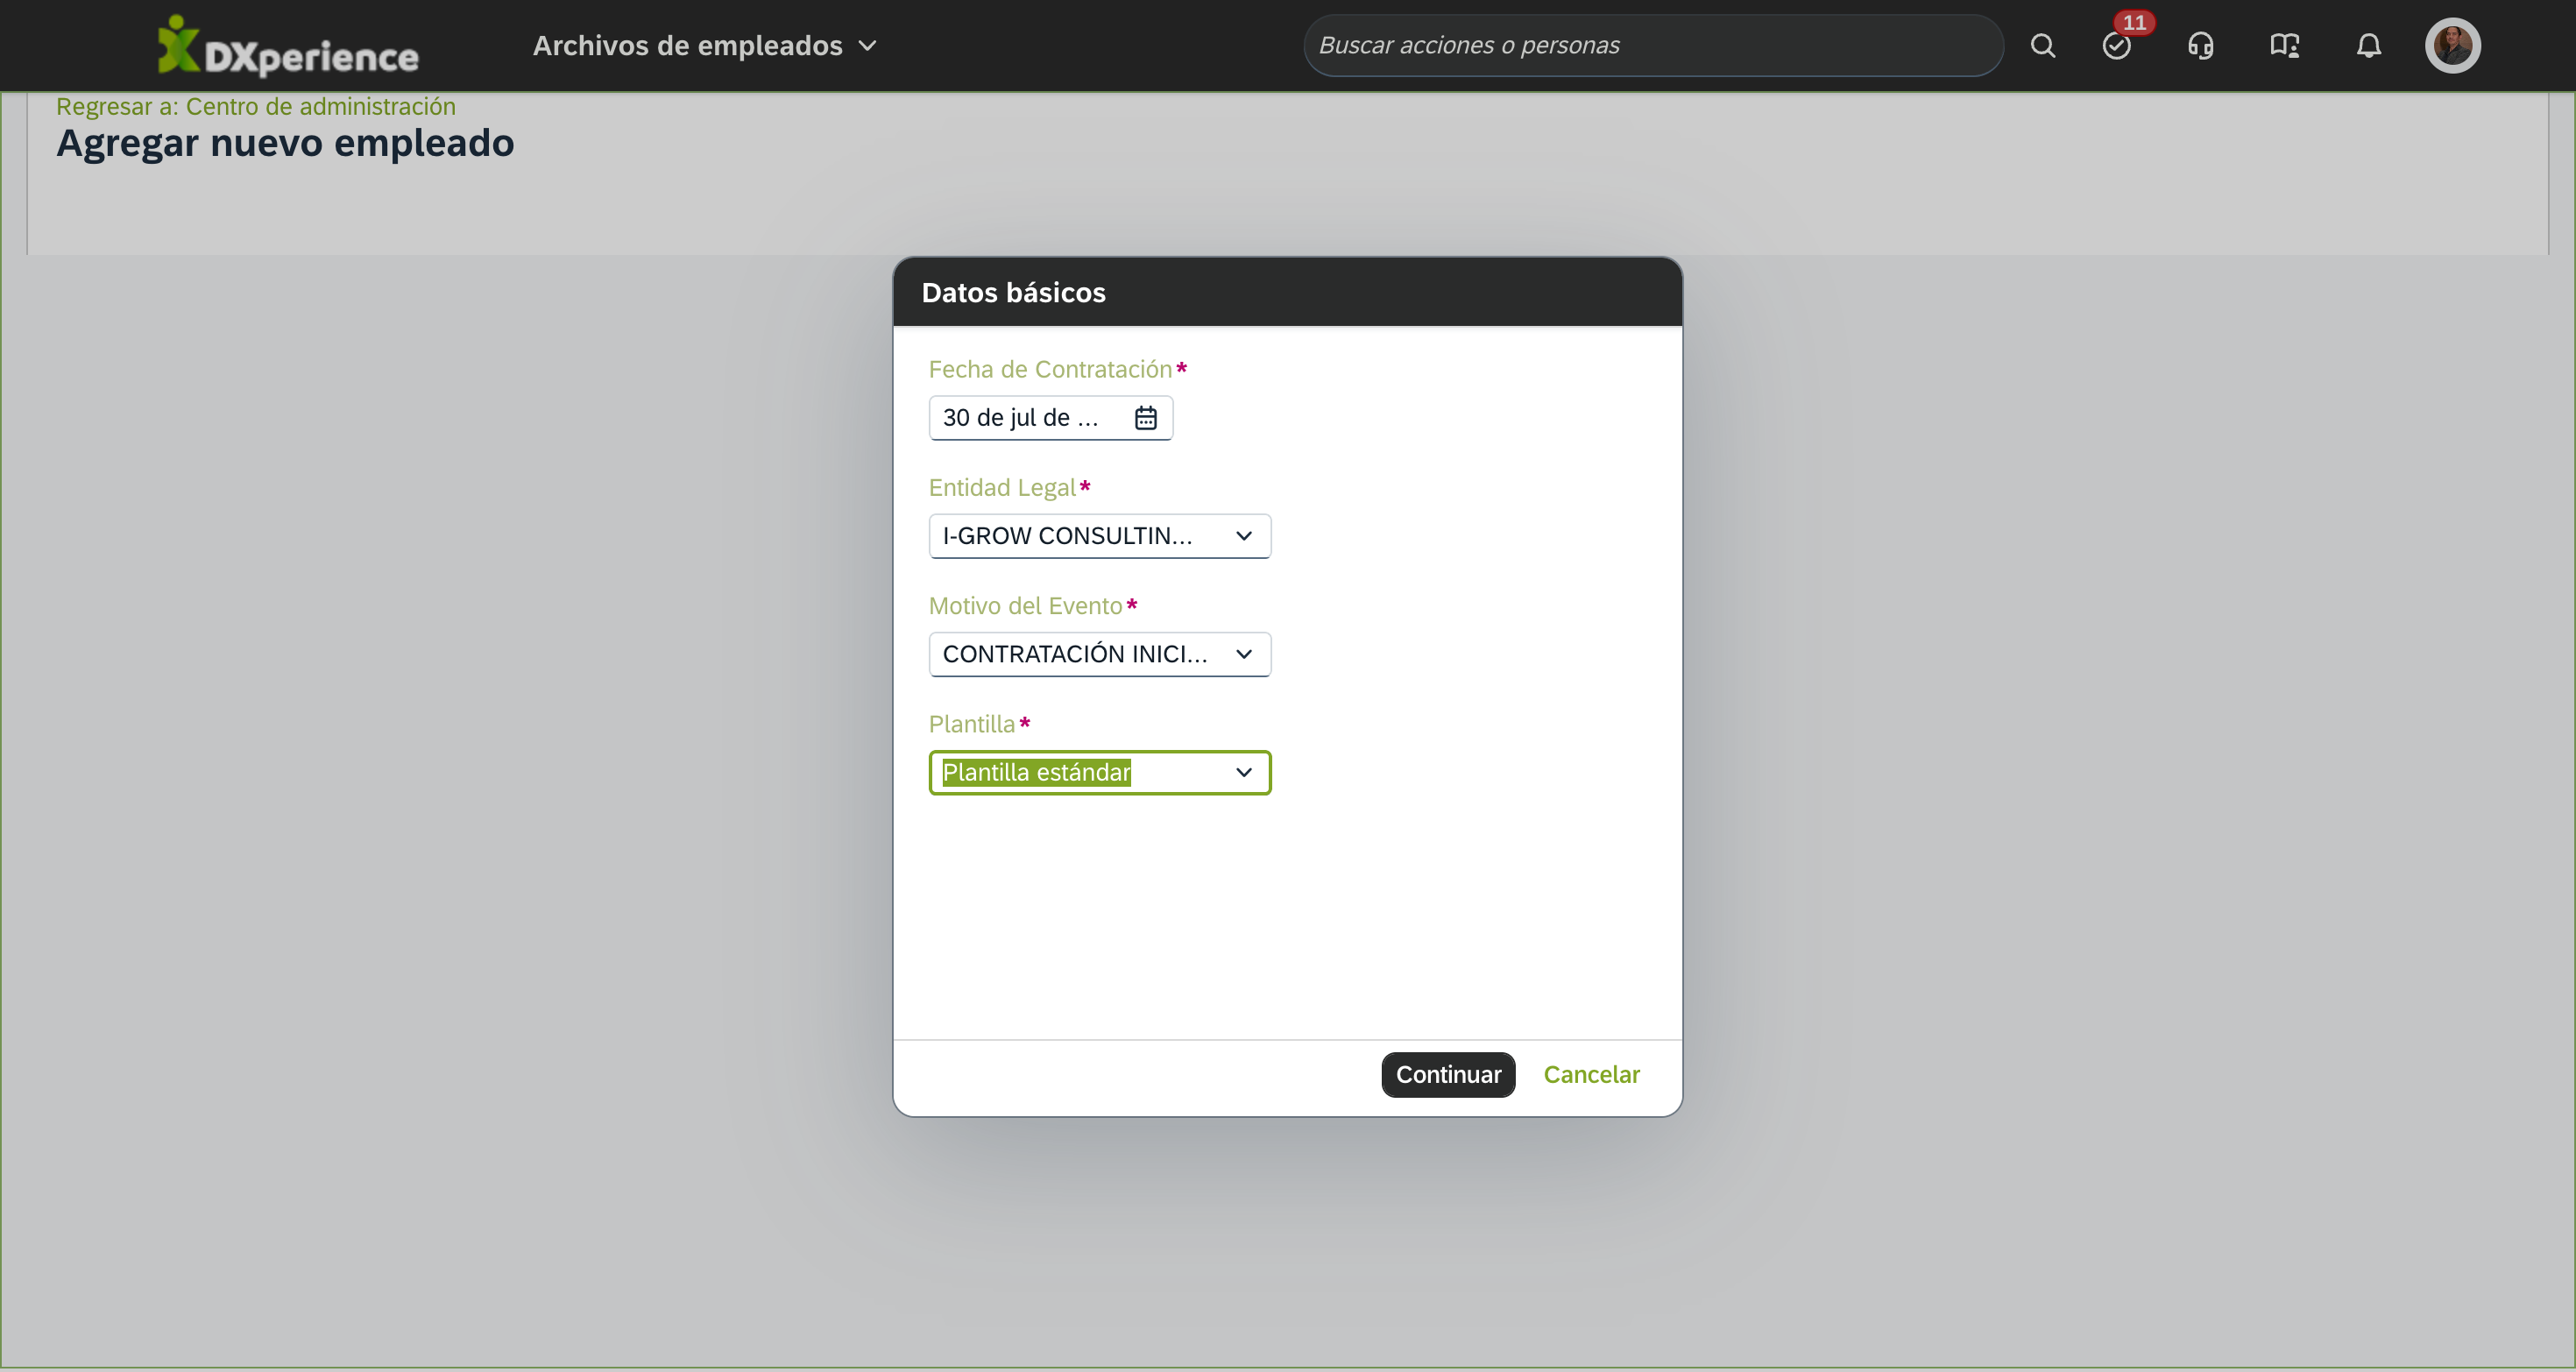 DXperience
Archivos de empleados
Buscar acciones o personas
11
Regresar a: Centro de administración
Agregar nuevo empleado
Datos básicos
Fecha de Contratación*
30 de jul de ...
Entidad Legal*
I-GROW CONSULTIN...
Motivo del Evento*
CONTRATACIÓN INICI...
Plantilla*
Plantilla estándar
Continuar Cancelar